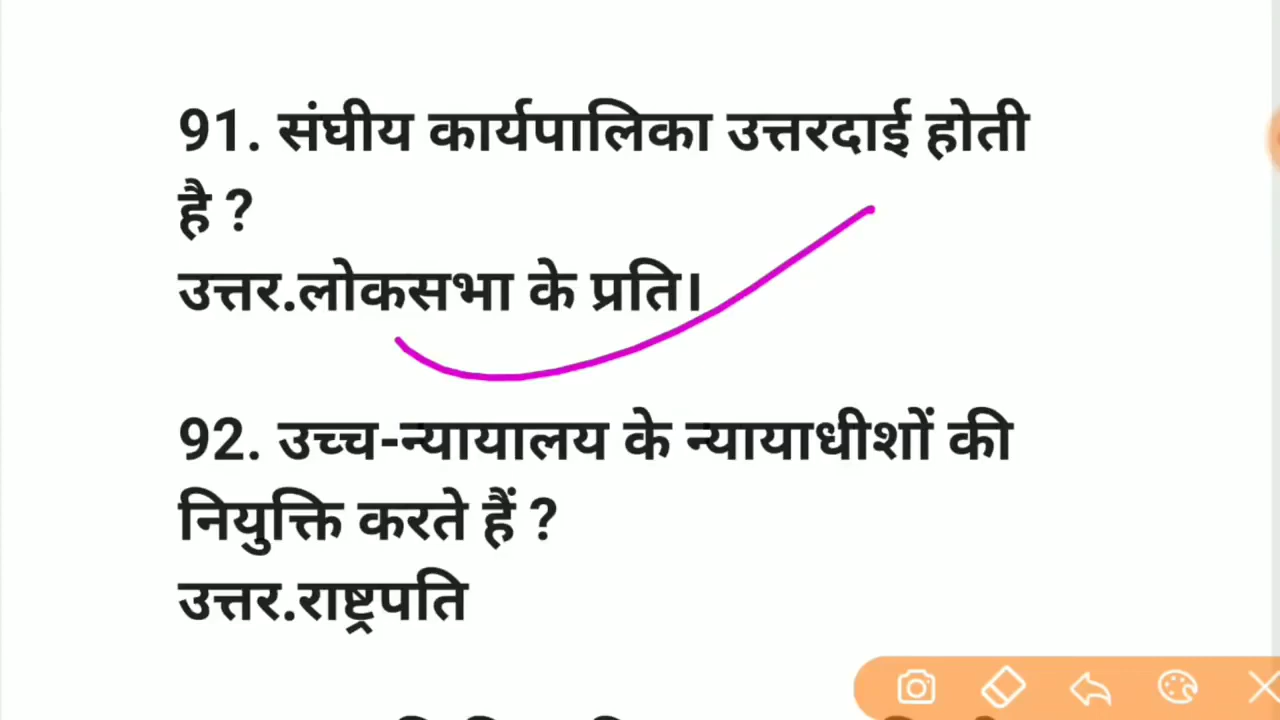 91. संघीय कार्यपालिका उत्तरदाई होती
है ?
उत्तर.लोकसभा के प्रति।
92. उच्च-न्यायालय के न्यायाधीशों की
नियुक्ति करते हैं ?
उत्तर.राष्ट्रपति